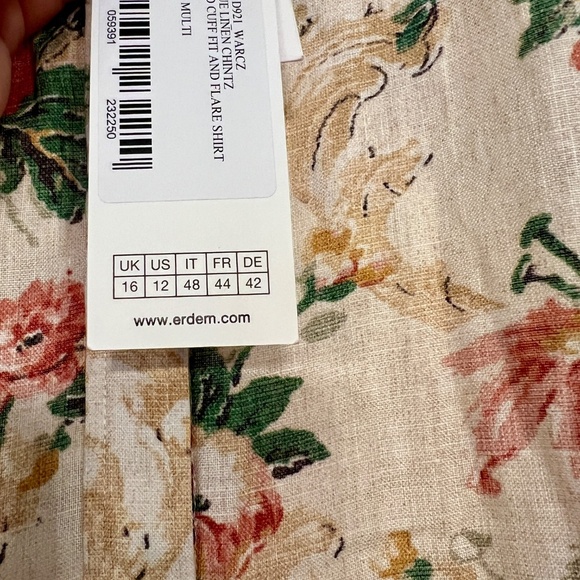 D921 WARCZ
LINEN CHINTZ
CUFF FIT AND FLARE SHIRT
MULTI
059391
232250
UK US IT FR DE
16 12 48 44 42
www.erdem.com